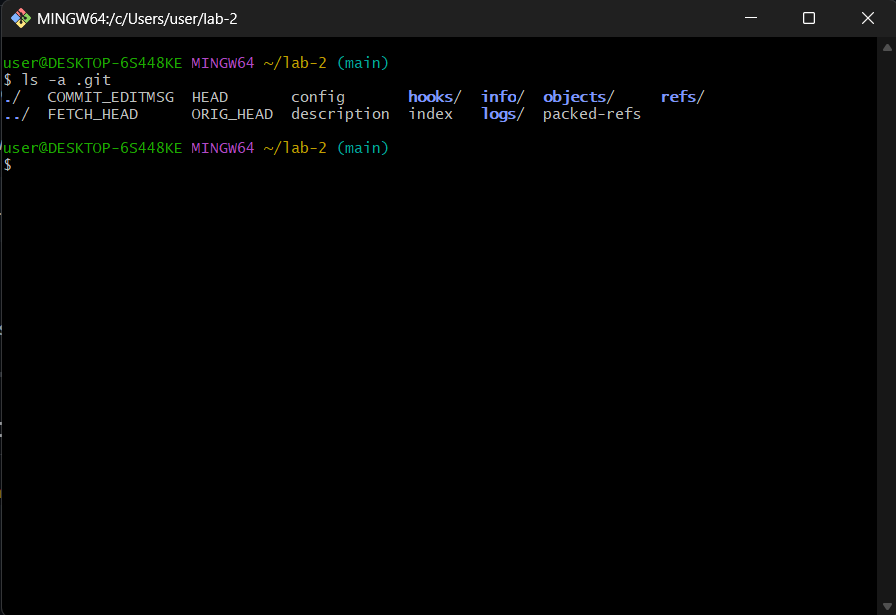 MINGW64:/c/Users/user/lab-2
user@DESKTOP-6S448KE MINGW64 ~/lab-2 (main)
$ ls -a .git
./   COMMIT_EDITMSG  HEAD       config       hooks/  info/  objects/     refs/
../  FETCH_HEAD      ORIG_HEAD  description  index   logs/  packed-refs
user@DESKTOP-6S448KE MINGW64 ~/lab-2 (main)
$